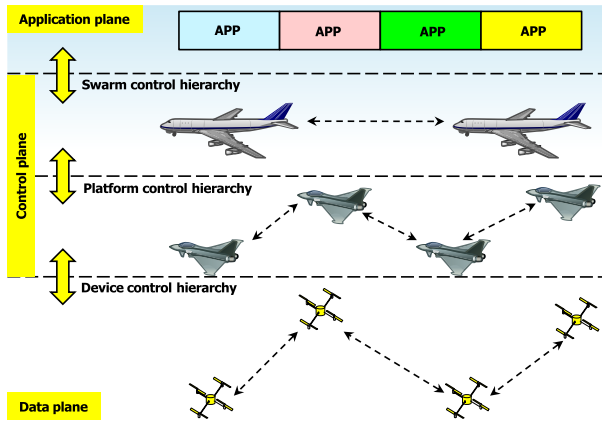 Application plane
APP APP APP APP
Swarm control hierarchy
Control plane
Platform control hierarchy
Device control hierarchy
Data plane